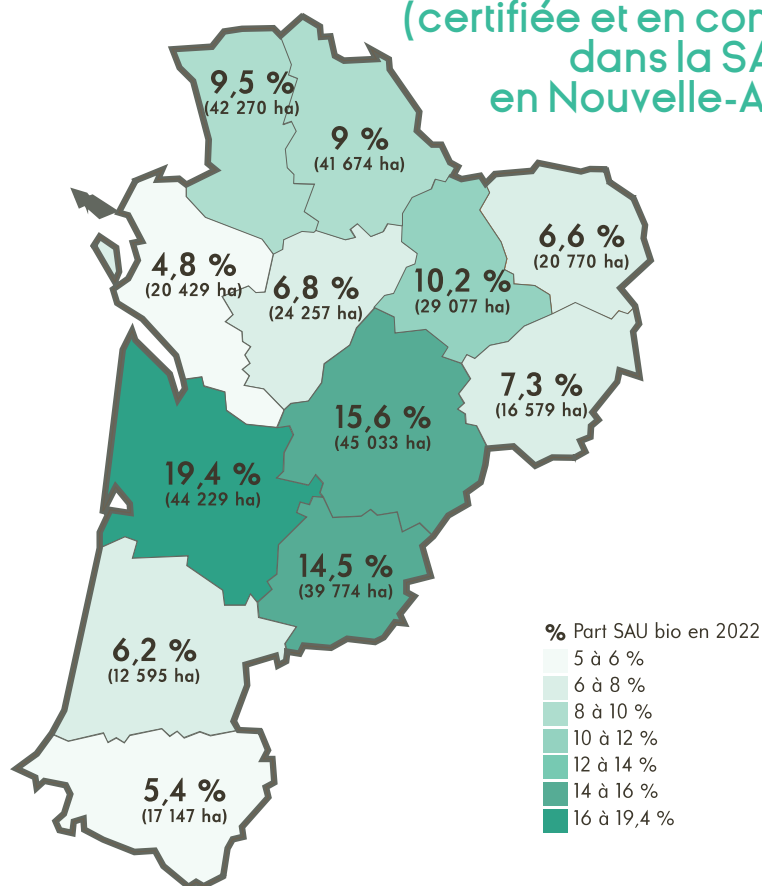 (certifiée et en con
dans la SA
en Nouvelle-A
9,5 %
(42 270 ha)
9 %
(41 674 ha)
6,6 %
(20 770 ha)
4,8 %
(20 429 ha)
6,8 %
(24 257 ha)
10,2 %
(29 077 ha)
7,3 %
(16 579 ha)
15,6 %
(45 033 ha)
19,4 %
(44 229 ha)
14,5 %
(39 774 ha)
6,2 %
(12 595 ha)
5,4 %
(17 147 ha)
% Part SAU bio en 2022
5 à 6 %
6 à 8 %
8 à 10 %
10 à 12 %
12 à 14 %
14 à 16 %
16 à 19,4 %